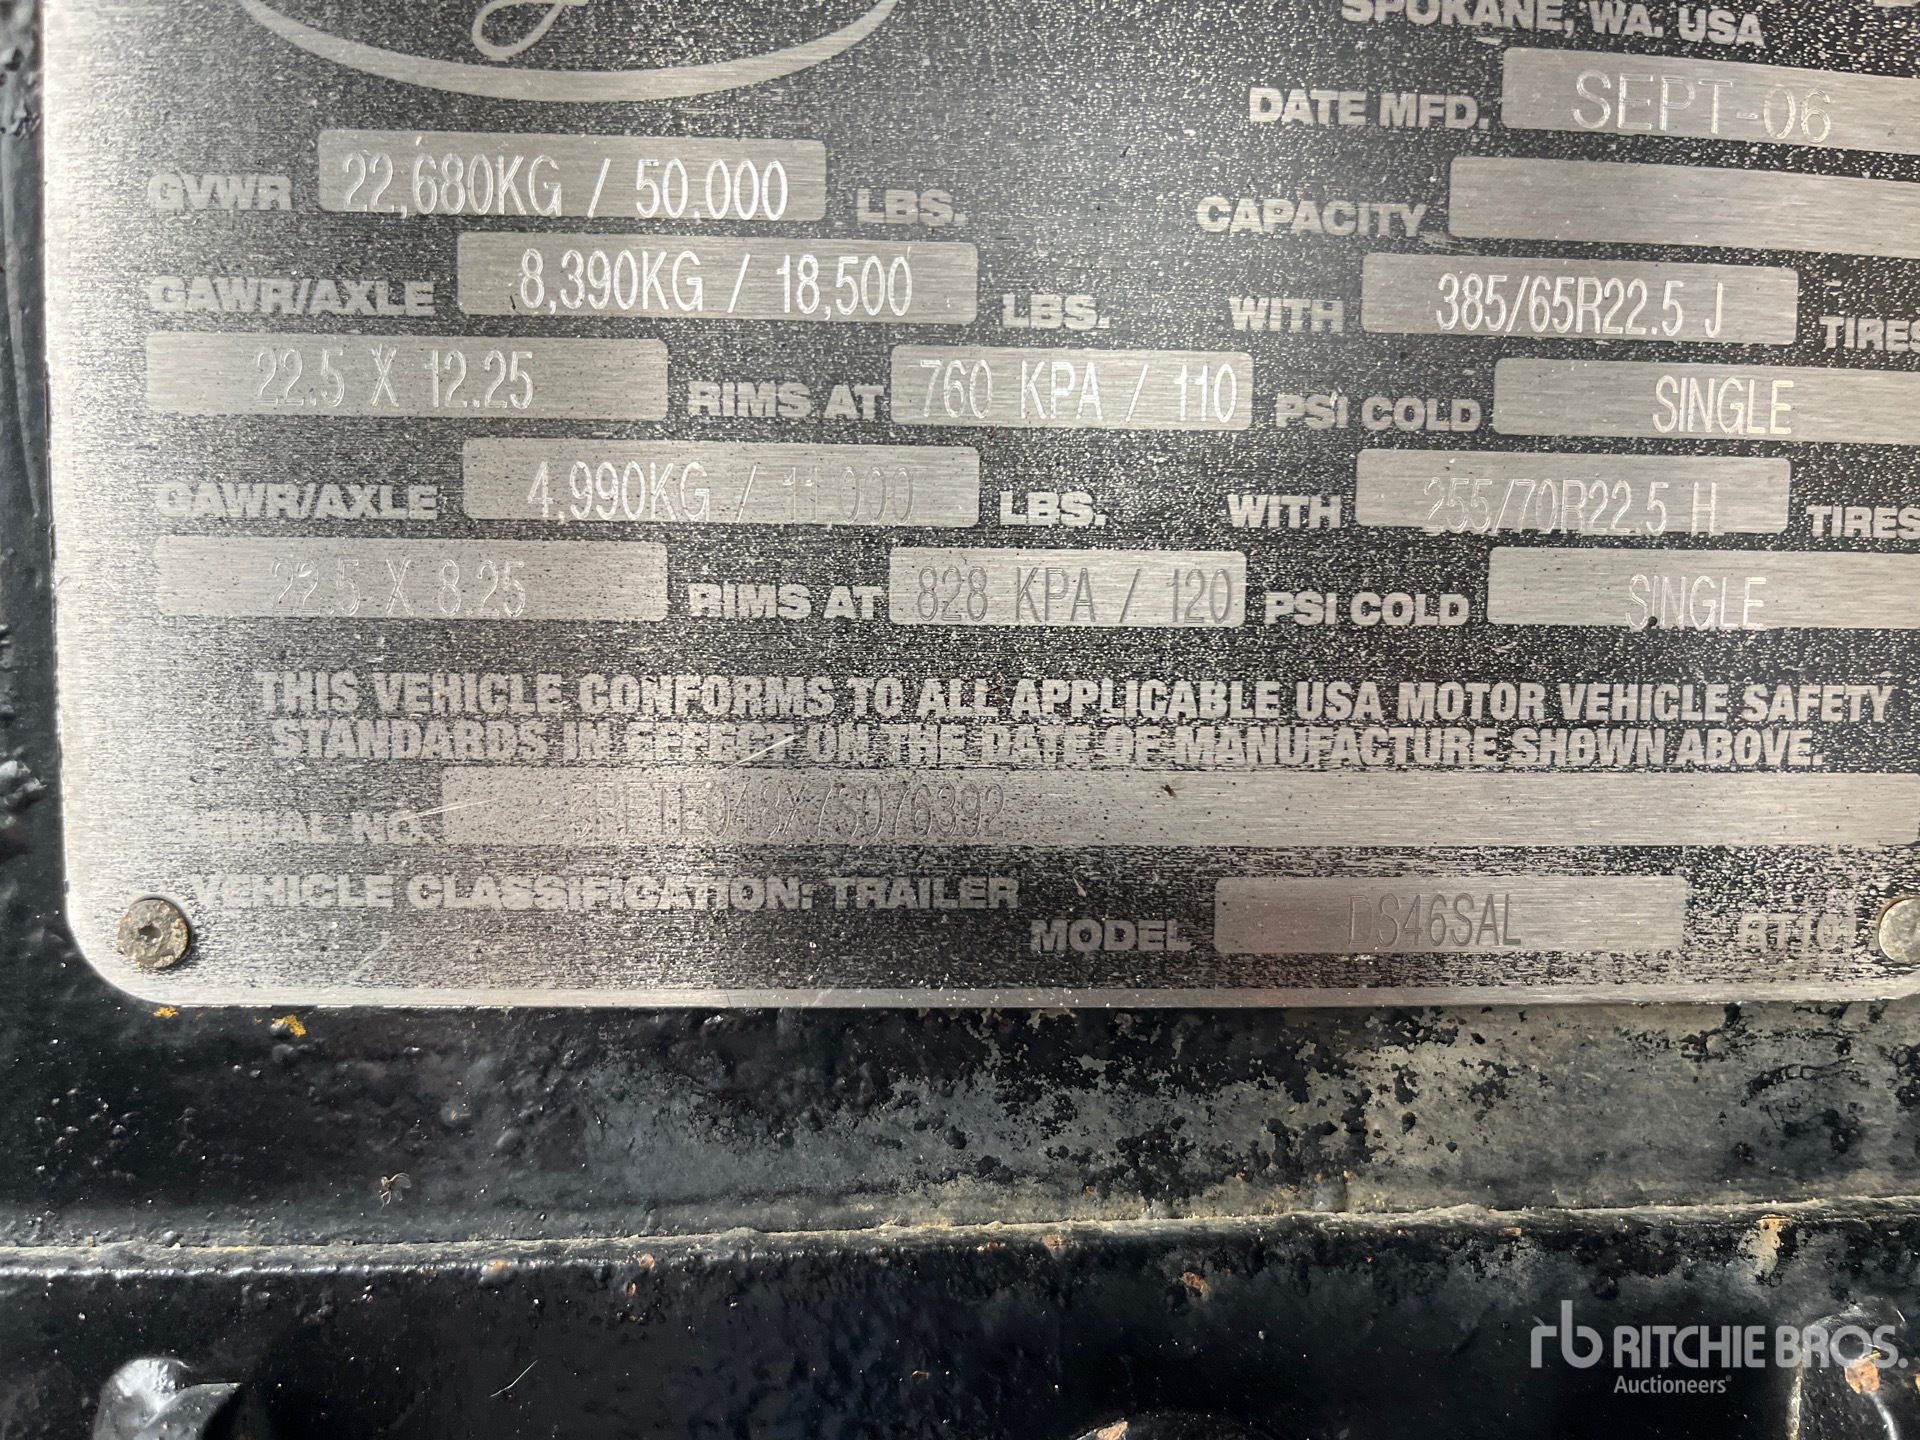 SPOKANE, WA. USA
DATE MFD. SEPT-06
GVWR 22,680KG / 50,000 LBS. CAPACITY
GAWR/AXLE 8,390KG / 18,500 LBS. WITH 385/65R22.5 J TIRES
22.5 X 12.25 RIMS AT 760 KPA / 110 PSI COLD SINGLE
GAWR/AXLE 4,990KG / 11,000 LBS. WITH 255/70R22.5 H TIRES
22.5 X 8.25 RIMS AT 828 KPA / 120 PSI COLD SINGLE
THIS VEHICLE CONFORMS TO ALL APPLICABLE USA MOTOR VEHICLE SAFETY
STANDARDS IN EFFECT ON THE DATE OF MANUFACTURE SHOWN ABOVE.
SERIAL NO.
VEHICLE CLASSIFICATION: TRAILER
MODEL DS46SAL
rb RITCHIE BROS.
Auctioneers